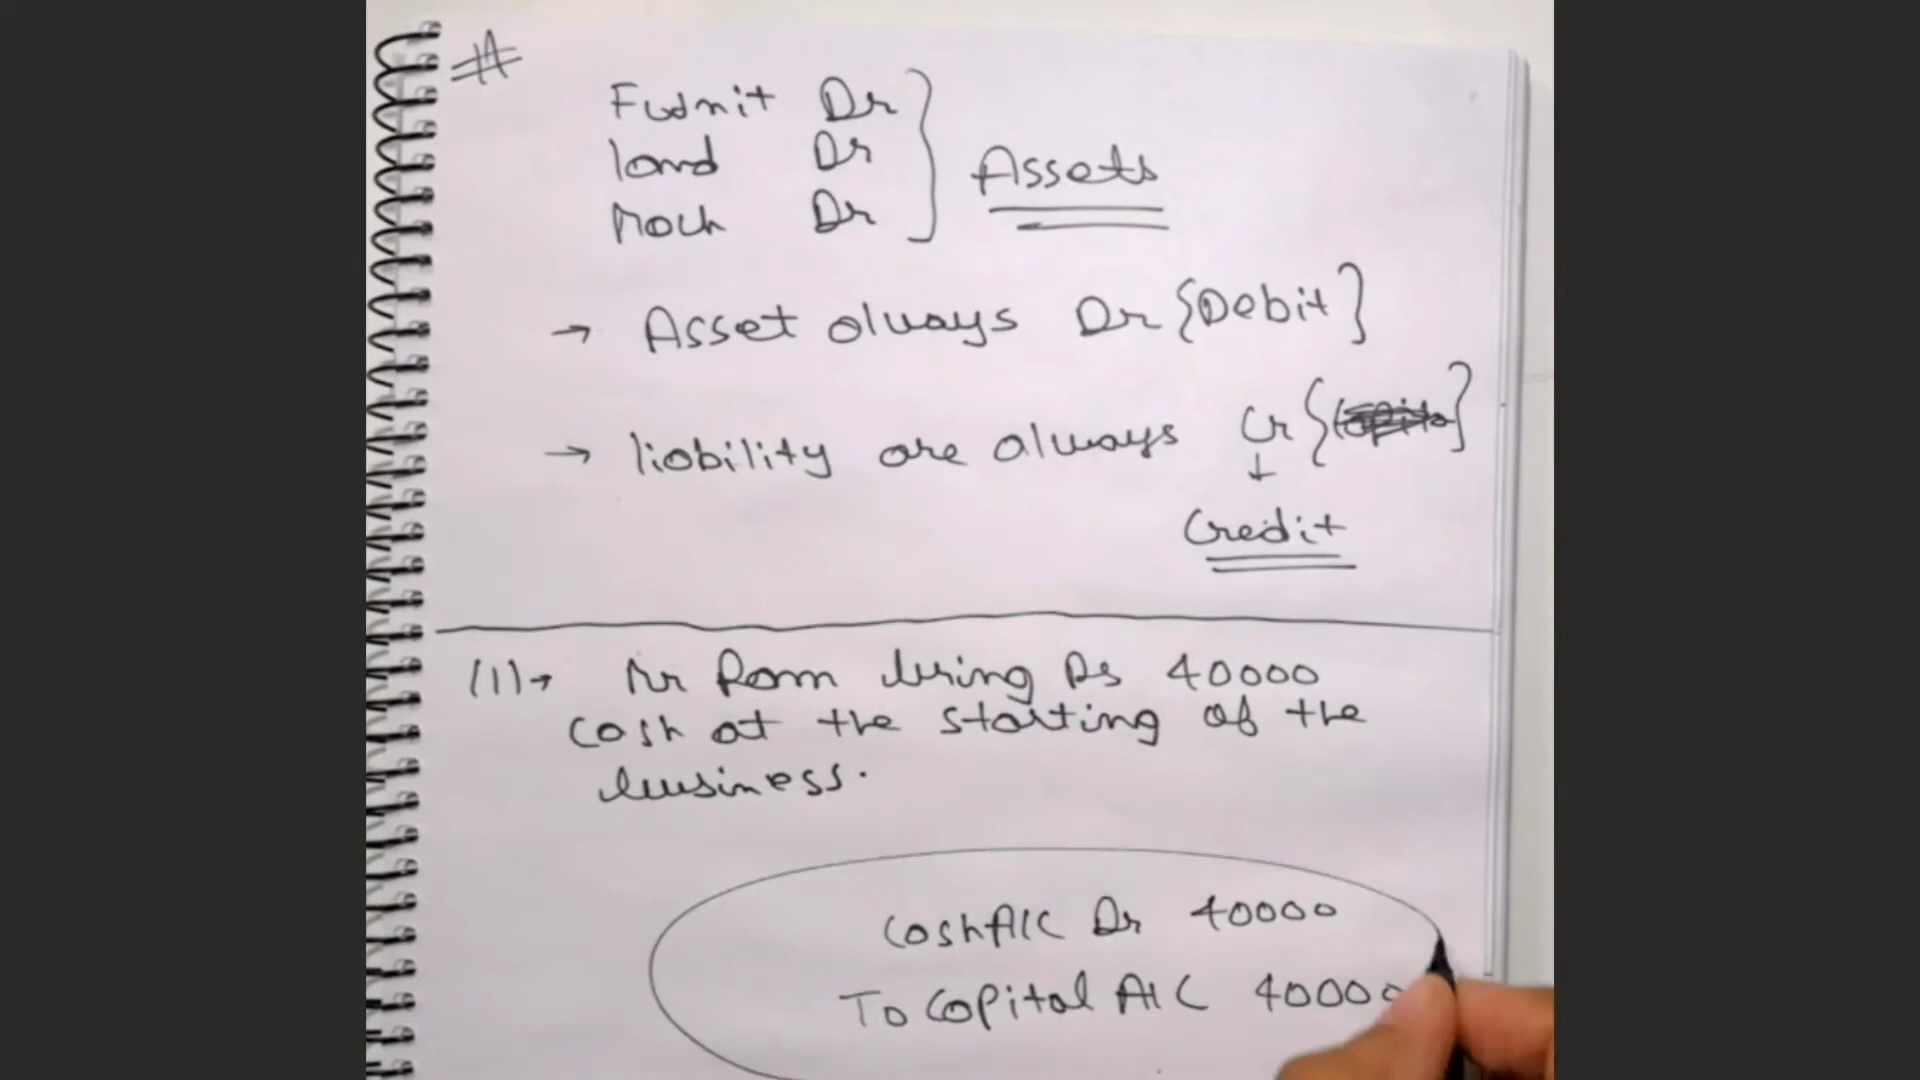 #
Fudnit Dr
land Dr
Mach Dr
Assets
→ Asset always Dr {Debit}
→ liability are always Cr { }
↓
Credit
(1)→ Mr Ram bring Rs 40000
cash at the starting of the
business.
Cash A/C Dr 40000
To Capital A/C 40000